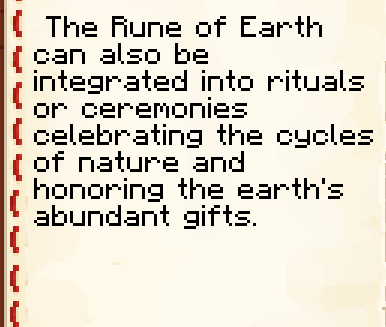 The Rune of Earth
can also be
integrated into rituals
or ceremonies
celebrating the cycles
of nature and
honoring the earth's
abundant gifts.